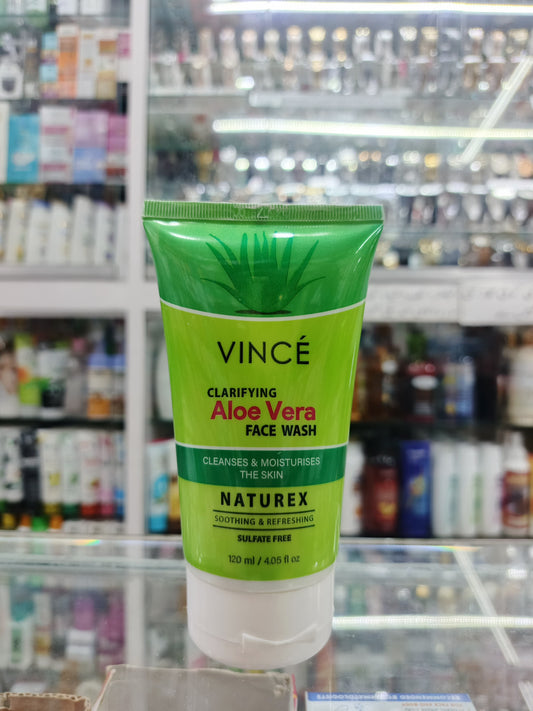 VINCÉ
CLARIFYING
Aloe Vera
FACE WASH
CLEANSES & MOISTURISES
THE SKIN
NATUREX
SOOTHING & REFRESHING
SULFATE FREE
120 ml / 4.05 fl oz
RECOMMENDED